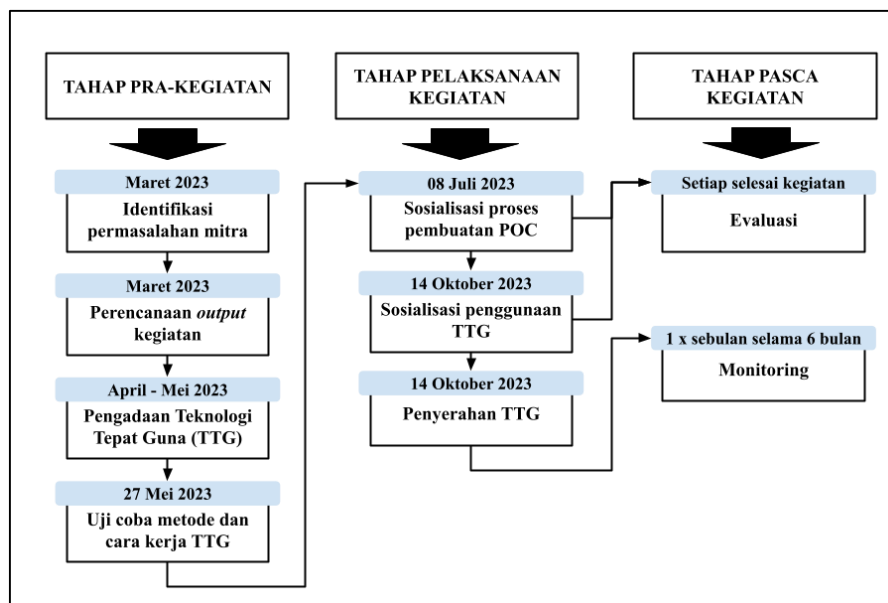 TAHAP PRA-KEGIATAN
Maret 2023
Identifikasi
permasalahan mitra
Maret 2023
Perencanaan output
kegiatan
April - Mei 2023
Pengadaan Teknologi
Tepat Guna (TTG)
27 Mei 2023
Uji coba metode dan
cara kerja TTG
TAHAP PELAKSANAAN
KEGIATAN
08 Juli 2023
Sosialisasi proses
pembuatan POC
14 Oktober 2023
Sosialisasi penggunaan
TTG
14 Oktober 2023
Penyerahan TTG
TAHAP PASCA
KEGIATAN
Setiap selesai kegiatan
Evaluasi
1 x sebulan selama 6 bulan
Monitoring